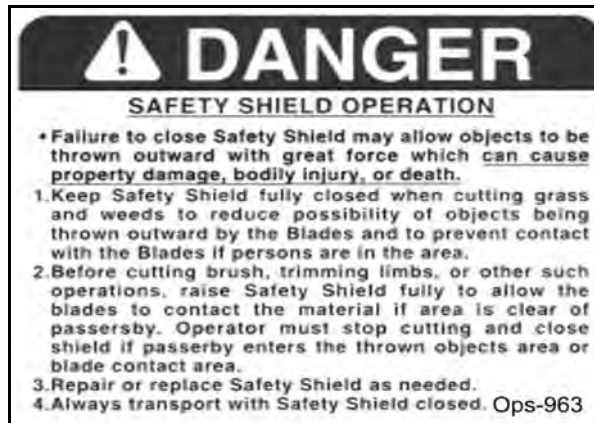 DANGER
SAFETY SHIELD OPERATION
• Failure to close Safety Shield may allow objects to be
thrown outward with great force which can cause
property damage, bodily injury, or death.
1.Keep Safety Shield fully closed when cutting grass
and weeds to reduce possibility of objects being
thrown outward by the Blades and to prevent contact
with the Blades if persons are in the area.
2.Before cutting brush, trimming limbs, or other such
operations, raise Safety Shield fully to allow the
blades to contact the material if area is clear of
passersby. Operator must stop cutting and close
shield if passerby enters the thrown objects area or
blade contact area.
3.Repair or replace Safety Shield as needed.
4.Always transport with Safety Shield closed. Ops-963